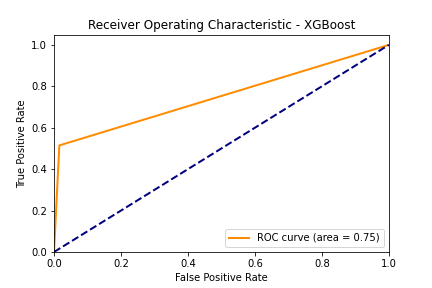 Receiver Operating Characteristic - XGBoost
True Positive Rate
1.0
0.8
0.6
0.4
0.2
0.0
ROC curve (area = 0.75)
0.0 0.2 0.4 0.6 0.8 1.0
False Positive Rate